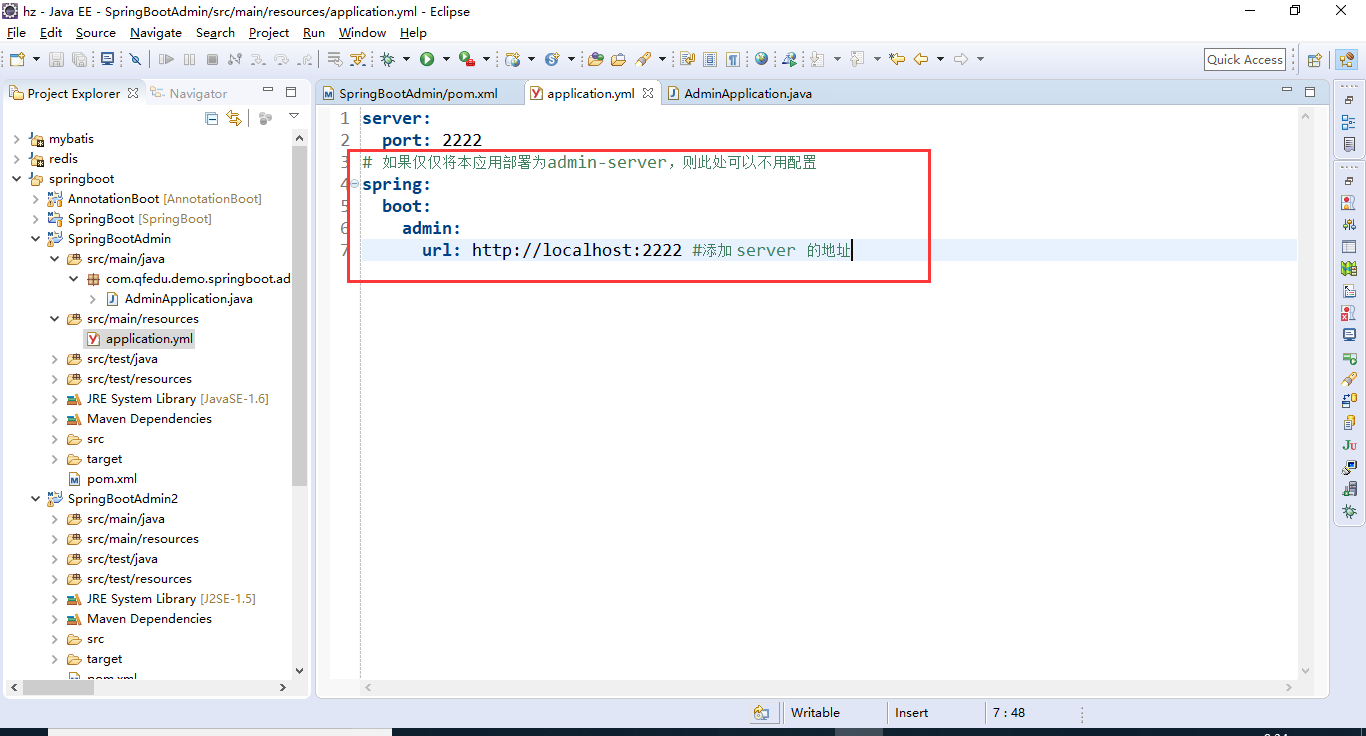 hz - Java EE - SpringBootAdmin/src/main/resources/application.yml - Eclipse
File Edit Source Navigate Search Project Run Window Help
Quick Access
Project Explorer Navigator
SpringBootAdmin/pom.xml application.yml AdminApplication.java
mybatis
redis
springboot
AnnotationBoot [AnnotationBoot]
SpringBoot [SpringBoot]
SpringBootAdmin
src/main/java
com.qfedu.demo.springboot.ad
AdminApplication.java
src/main/resources
application.yml
src/test/java
src/test/resources
JRE System Library [JavaSE-1.6]
Maven Dependencies
src
target
pom.xml
SpringBootAdmin2
src/main/java
src/main/resources
src/test/java
src/test/resources
JRE System Library [J2SE-1.5]
Maven Dependencies
src
target
pom.xml
1 server:
2 port: 2222
3 # 如果仅仅将本应用部署为admin-server，则此处可以不用配置
4 spring:
5 boot:
6 admin:
7 url: http://localhost:2222 #添加 server 的地址
Ju
Writable Insert 7 : 48